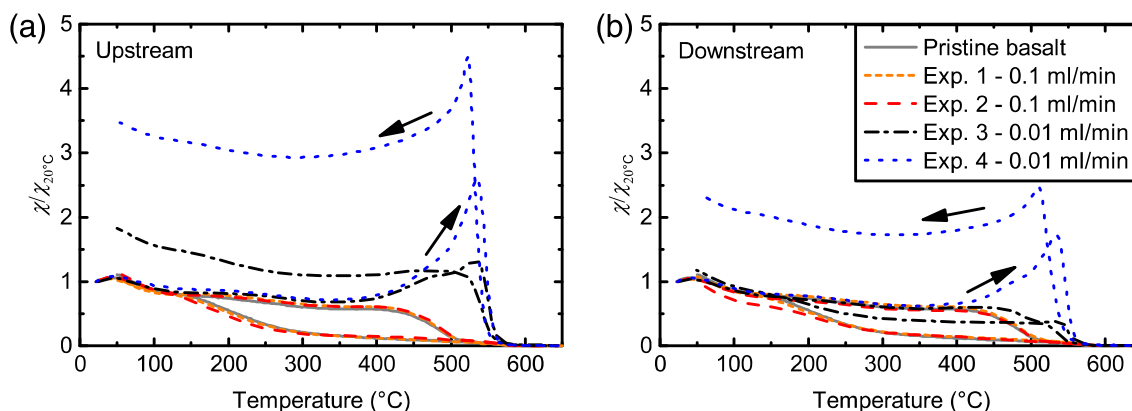 (a)
Upstream
5
4
3
2
1
0
χ/χ20°C
0 100 200 300 400 500 600
Temperature (°C)
(b)
Downstream
Pristine basalt
Exp. 1 - 0.1 ml/min
Exp. 2 - 0.1 ml/min
Exp. 3 - 0.01 ml/min
Exp. 4 - 0.01 ml/min
5
4
3
2
1
0
χ/χ20°C
0 100 200 300 400 500 600
Temperature (°C)